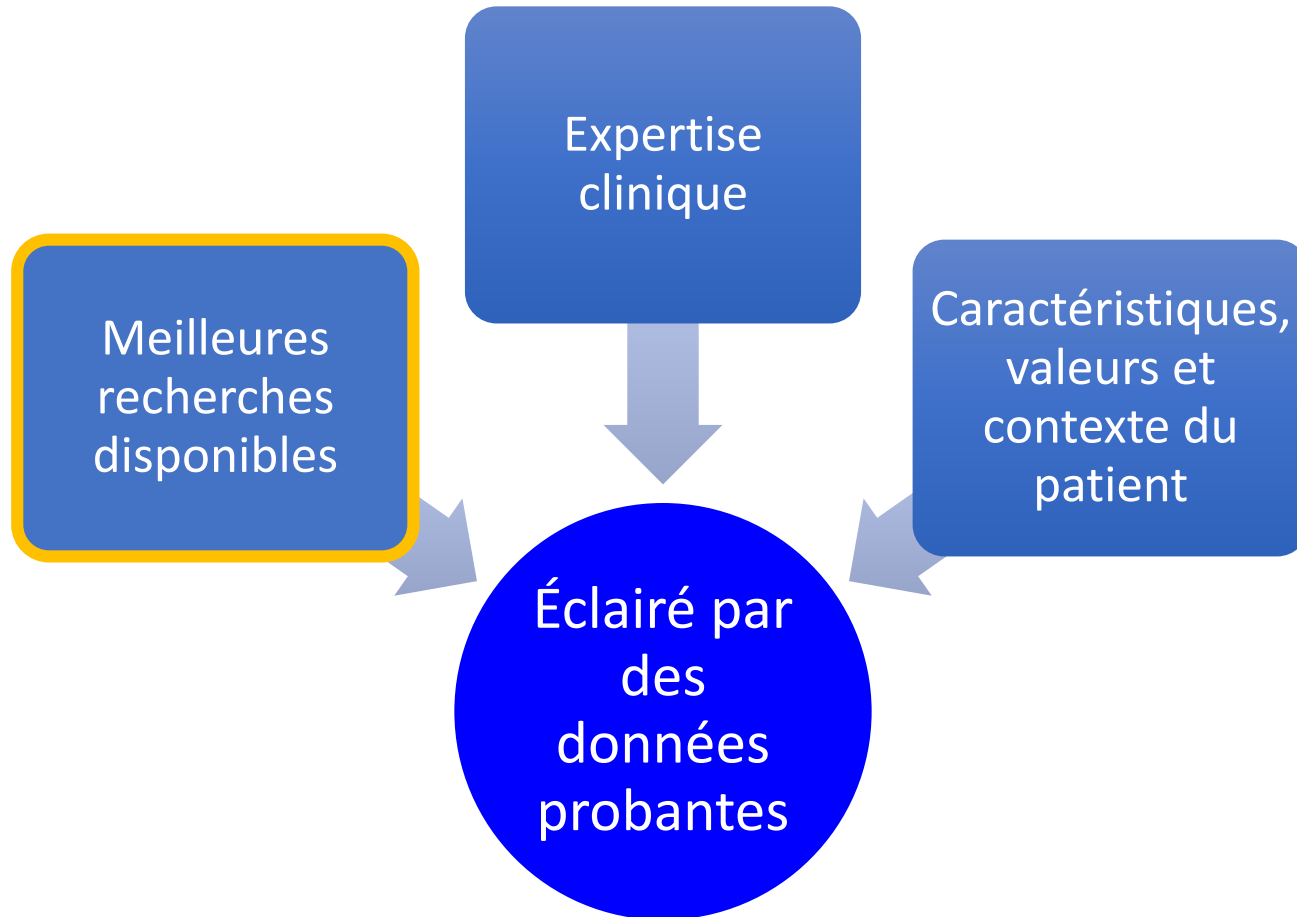 Expertise
clinique
Meilleures
recherches
disponibles
Caractéristiques,
valeurs et
contexte du
patient
Éclairé par
des
données
probantes